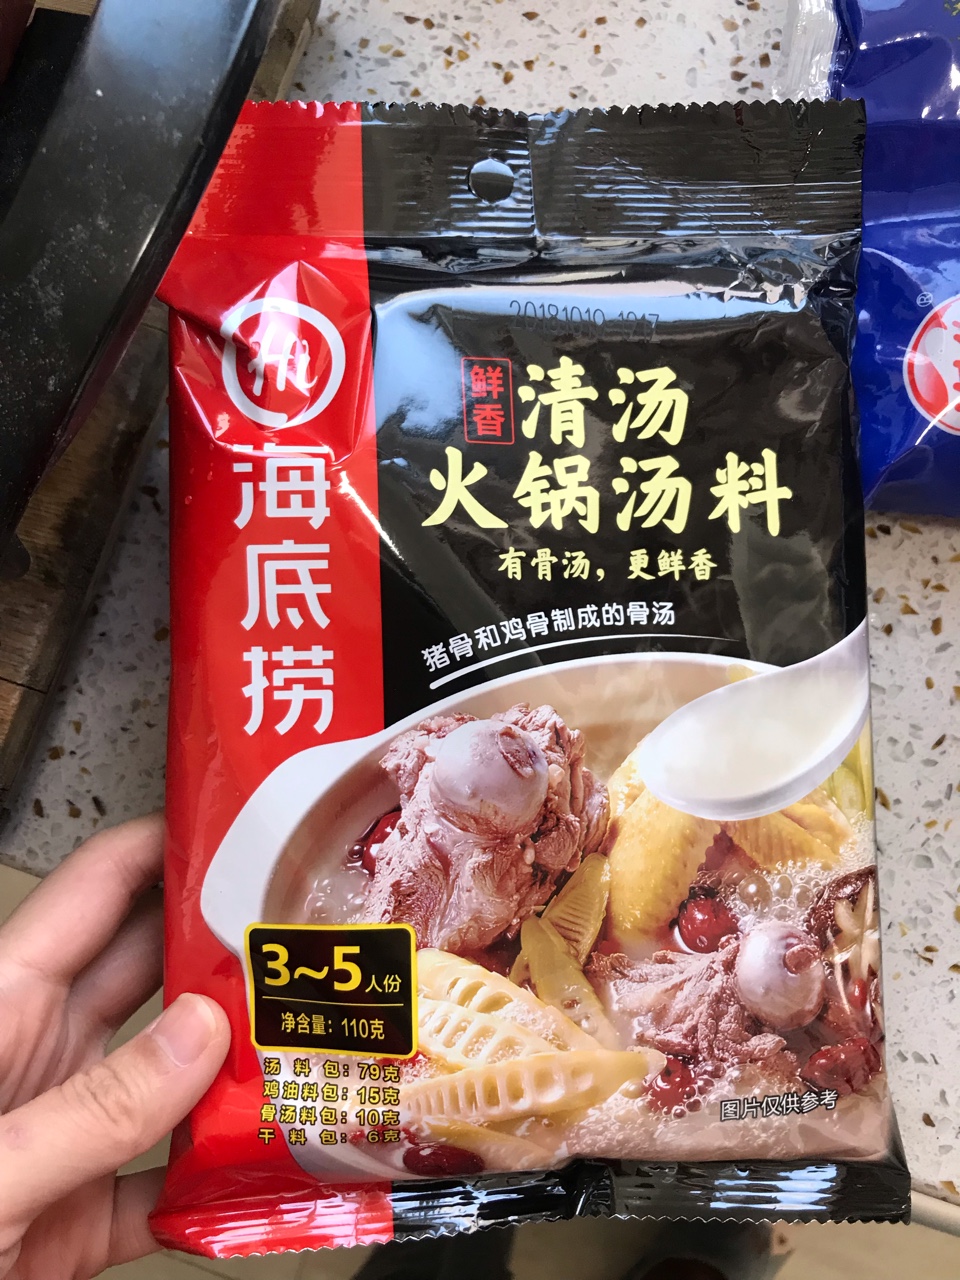 20181010 1917
Hi
海底捞
鲜香
清汤
火锅汤料
有骨汤，更鲜香
猪骨和鸡骨制成的骨汤
3~5人份
净含量：110克
汤料包：79克
鸡油料包：15克
骨汤料包：10克
干料包：6克
图片仅供参考